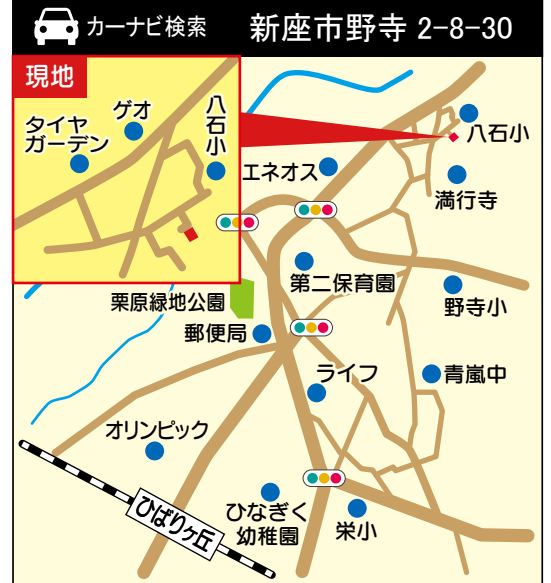 カーナビ検索 新座市野寺 2-8-30
現地
ゲオ
八石小
タイヤ
ガーデン
八石小
エネオス
満行寺
第二保育園
栗原緑地公園
野寺小
郵便局
ライフ
青嵐中
オリンピック
ひばりヶ丘
ひなぎく
幼稚園
栄小